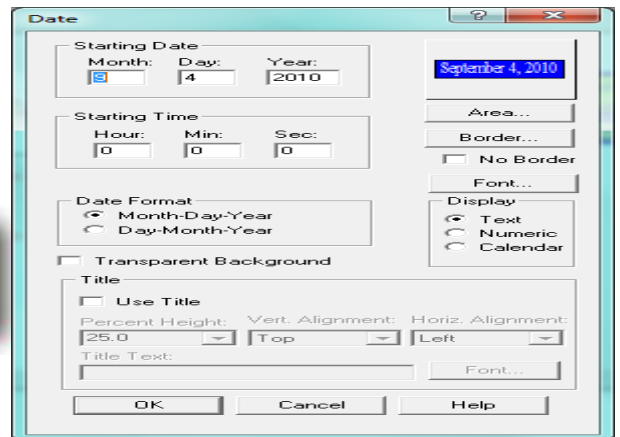 Date
Starting Date
Month: Day: Year:
9 4 2010
September 4, 2010
Starting Time
Hour: Min: Sec:
0 0 0
Area...
Border...
No Border
Font...
Date Format
Month-Day-Year
Day-Month-Year
Display
Text
Numeric
Calendar
Transparent Background
Title
Use Title
Percent Height: Vert. Alignment: Horiz. Alignment:
25.0 Top Left
Title Text:
Font...
OK Cancel Help